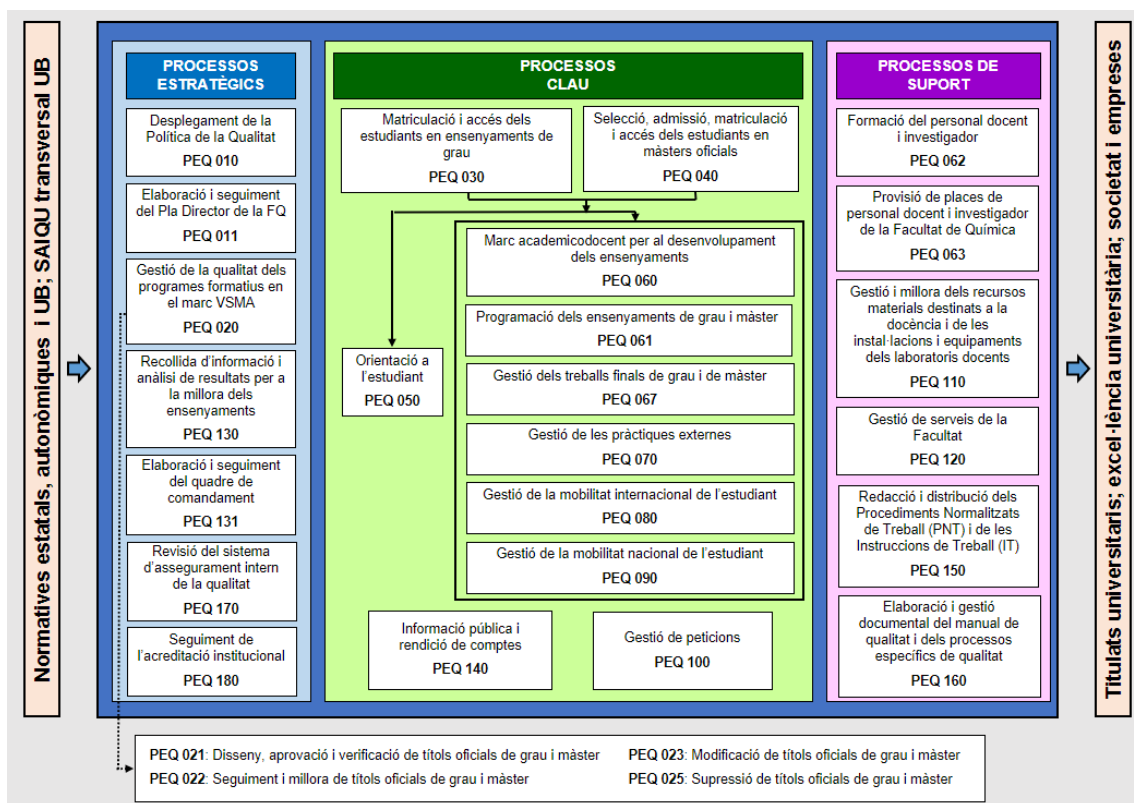 Normatives estatals, autonòmiques i UB; SAIQU transversal UB
PROCESSOS
ESTRATÈGICS
Desplegament de la
Política de la Qualitat
PEQ 010
Elaboració i seguiment
del Pla Director de la FQ
PEQ 011
Gestió de la qualitat dels
programes formatius en
el marc VSMA
PEQ 020
Recollida d'informació i
anàlisi de resultats per a
la millora dels
ensenyaments
PEQ 130
Elaboració i seguiment
del quadre de
comandament
PEQ 131
Revisió del sistema
d'assegurament intern
de la qualitat
PEQ 170
Seguiment de
l'acreditació institucional
PEQ 180
PROCESSOS
CLAU
Matriculació i accés dels
estudiants en ensenyaments de
grau
PEQ 030
Selecció, admissió, matriculació
i accés dels estudiants en
màsters oficials
PEQ 040
Orientació a
l'estudiant
PEQ 050
Marc academicodocent per al desenvolupament
dels ensenyaments
PEQ 060
Programació dels ensenyaments de grau i màster
PEQ 061
Gestió dels treballs finals de grau i de màster
PEQ 067
Gestió de les pràctiques externes
PEQ 070
Gestió de la mobilitat internacional de l'estudiant
PEQ 080
Gestió de la mobilitat nacional de l'estudiant
PEQ 090
Informació pública i
rendició de comptes
PEQ 140
Gestió de peticions
PEQ 100
PROCESSOS DE
SUPORT
Formació del personal docent
i investigador
PEQ 062
Provisió de places de
personal docent i investigador
de la Facultat de Química
PEQ 063
Gestió i millora dels recursos
materials destinats a la
docència i de les
instal·lacions i equipaments
dels laboratoris docents
PEQ 110
Gestió de serveis de la
Facultat
PEQ 120
Redacció i distribució dels
Procediments Normalitzats
de Treball (PNT) i de les
Instruccions de Treball (IT)
PEQ 150
Elaboració i gestió
documental del manual de
qualitat i dels processos
específics de qualitat
PEQ 160
Titulats universitaris; excel·lència universitària; societat i empreses
PEQ 021: Disseny, aprovació i verificació de títols oficials de grau i màster
PEQ 022: Seguiment i millora de títols oficials de grau i màster
PEQ 023: Modificació de títols oficials de grau i màster
PEQ 025: Supressió de títols oficials de grau i màster